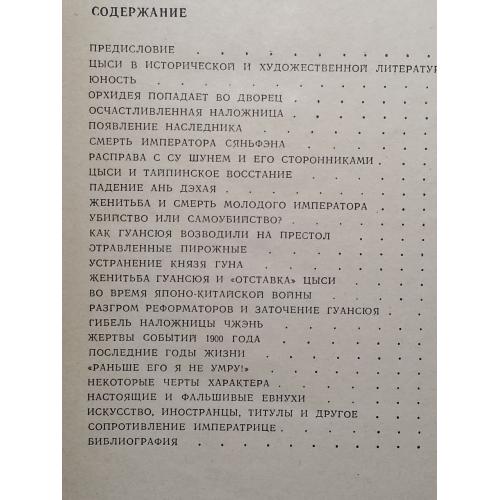 СОДЕРЖАНИЕ
ПРЕДИСЛОВИЕ . . . . . . . . .
ЦЫСИ В ИСТОРИЧЕСКОЙ И ХУДОЖЕСТВЕННОЙ ЛИТЕРАТУР
ЮНОСТЬ . . . . . . . . . .
ОРХИДЕЯ ПОПАДАЕТ ВО ДВОРЕЦ . . . . . .
ОСЧАСТЛИВЛЕННАЯ НАЛОЖНИЦА . . . . . .
ПОЯВЛЕНИЕ НАСЛЕДНИКА . . . . . . .
СМЕРТЬ ИМПЕРАТОРА СЯНЬФЭНА . . . . . .
РАСПРАВА С СУ ШУНЕМ И ЕГО СТОРОННИКАМИ . . . .
ЦЫСИ И ТАЙПИНСКОЕ ВОССТАНИЕ . . . . . .
ПАДЕНИЕ АНЬ ДЭХАЯ . . . . . . . .
ЖЕНИТЬБА И СМЕРТЬ МОЛОДОГО ИМПЕРАТОРА . . . .
УБИЙСТВО ИЛИ САМОУБИЙСТВО? . . . . . .
КАК ГУАНСЮЯ ВОЗВОДИЛИ НА ПРЕСТОЛ . . . . .
ОТРАВЛЕННЫЕ ПИРОЖНЫЕ . . . . . . .
УСТРАНЕНИЕ КНЯЗЯ ГУНА . . . . . . .
ЖЕНИТЬБА ГУАНСЮЯ И «ОТСТАВКА» ЦЫСИ . . . . .
ВО ВРЕМЯ ЯПОНО-КИТАЙСКОЙ ВОЙНЫ . . . . .
РАЗГРОМ РЕФОРМАТОРОВ И ЗАТОЧЕНИЕ ГУАНСЮЯ . . . .
ГИБЕЛЬ НАЛОЖНИЦЫ ЧЖЭНЬ . . . . . . .
ЖЕРТВЫ СОБЫТИЙ 1900 ГОДА . . . . . . .
ПОСЛЕДНИЕ ГОДЫ ЖИЗНИ . . . . . . .
«РАНЬШЕ ЕГО Я НЕ УМРУ!» . . . . . . .
НЕКОТОРЫЕ ЧЕРТЫ ХАРАКТЕРА . . . . . .
НАСТОЯЩИЕ И ФАЛЬШИВЫЕ ЕВНУХИ . . . . . .
ИСКУССТВО, ИНОСТРАНЦЫ, ТИТУЛЫ И ДРУГОЕ . . . .
СОПРОТИВЛЕНИЕ ИМПЕРАТРИЦЕ . . . . . .
БИБЛИОГРАФИЯ . . . . . . . . .